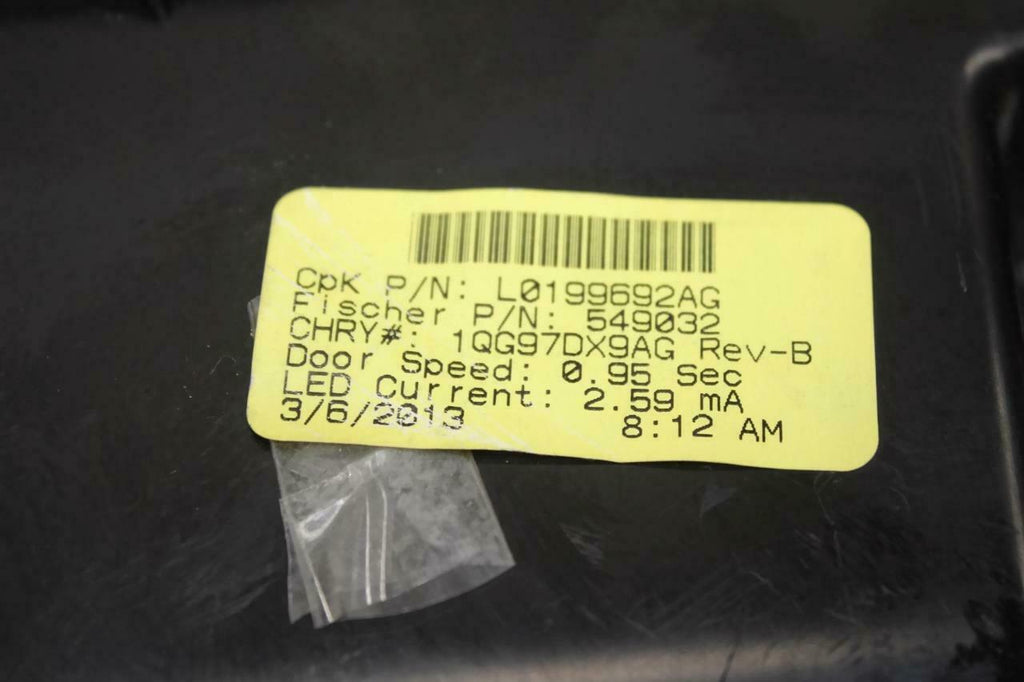 CpK P/N: L0199692AG
Fischer P/N: 549032
CHRY#: 1QG97DX9AG Rev-B
Door Speed: 0.95 Sec
LED Current: 2.59 mA
3/6/2013 8:12 AM